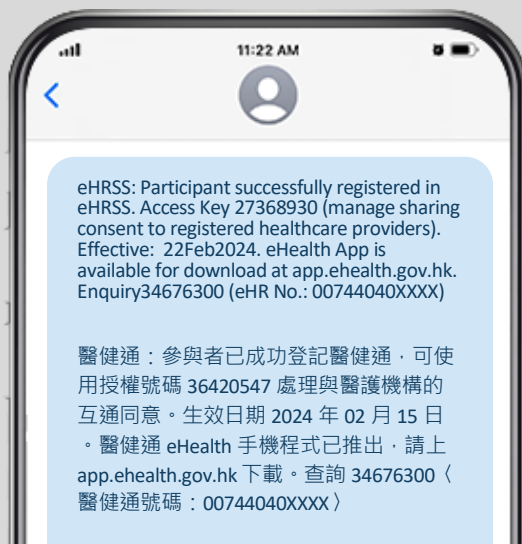 11:22 AM
eHRSS: Participant successfully registered in
eHRSS. Access Key 27368930 (manage sharing
consent to registered healthcare providers).
Effective:  22Feb2024. eHealth App is
available for download at app.ehealth.gov.hk.
Enquiry34676300 (eHR No.: 00744040XXXX)
醫健通：參與者已成功登記醫健通，可使
用授權號碼 36420547 處理與醫護機構的
互通同意。生效日期 2024 年 02 月 15 日
。醫健通 eHealth 手機程式已推出，請上
app.ehealth.gov.hk 下載。查詢 34676300〈
醫健通號碼：00744040XXXX〉